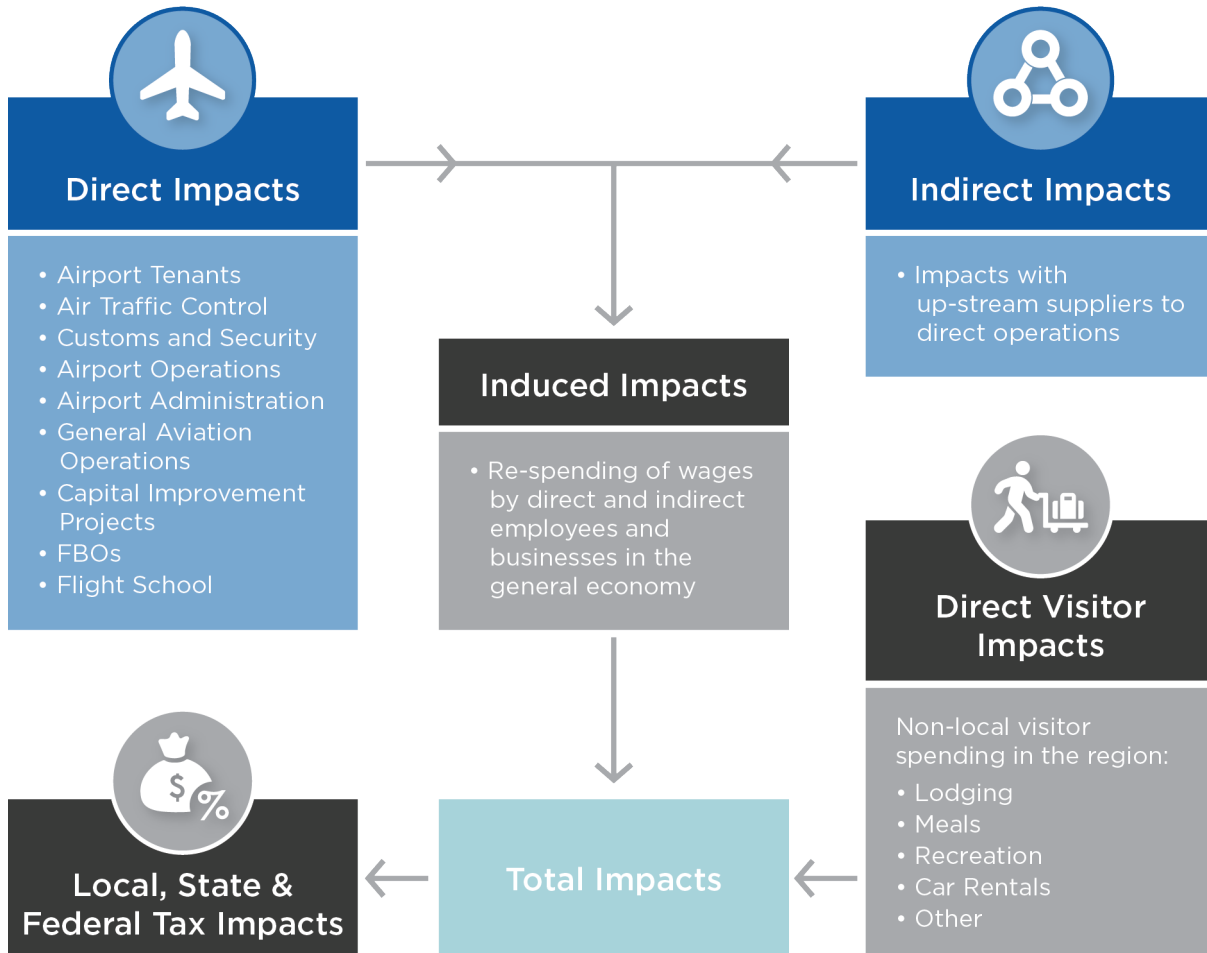 Direct Impacts
• Airport Tenants
• Air Traffic Control
• Customs and Security
• Airport Operations
• Airport Administration
• General Aviation
Operations
• Capital Improvement
Projects
• FBOs
• Flight School
Indirect Impacts
• Impacts with
up-stream suppliers to
direct operations
Induced Impacts
• Re-spending of wages
by direct and indirect
employees and
businesses in the
general economy
Direct Visitor
Impacts
Non-local visitor
spending in the region:
• Lodging
• Meals
• Recreation
• Car Rentals
• Other
$ %
Local, State &
Federal Tax Impacts
Total Impacts